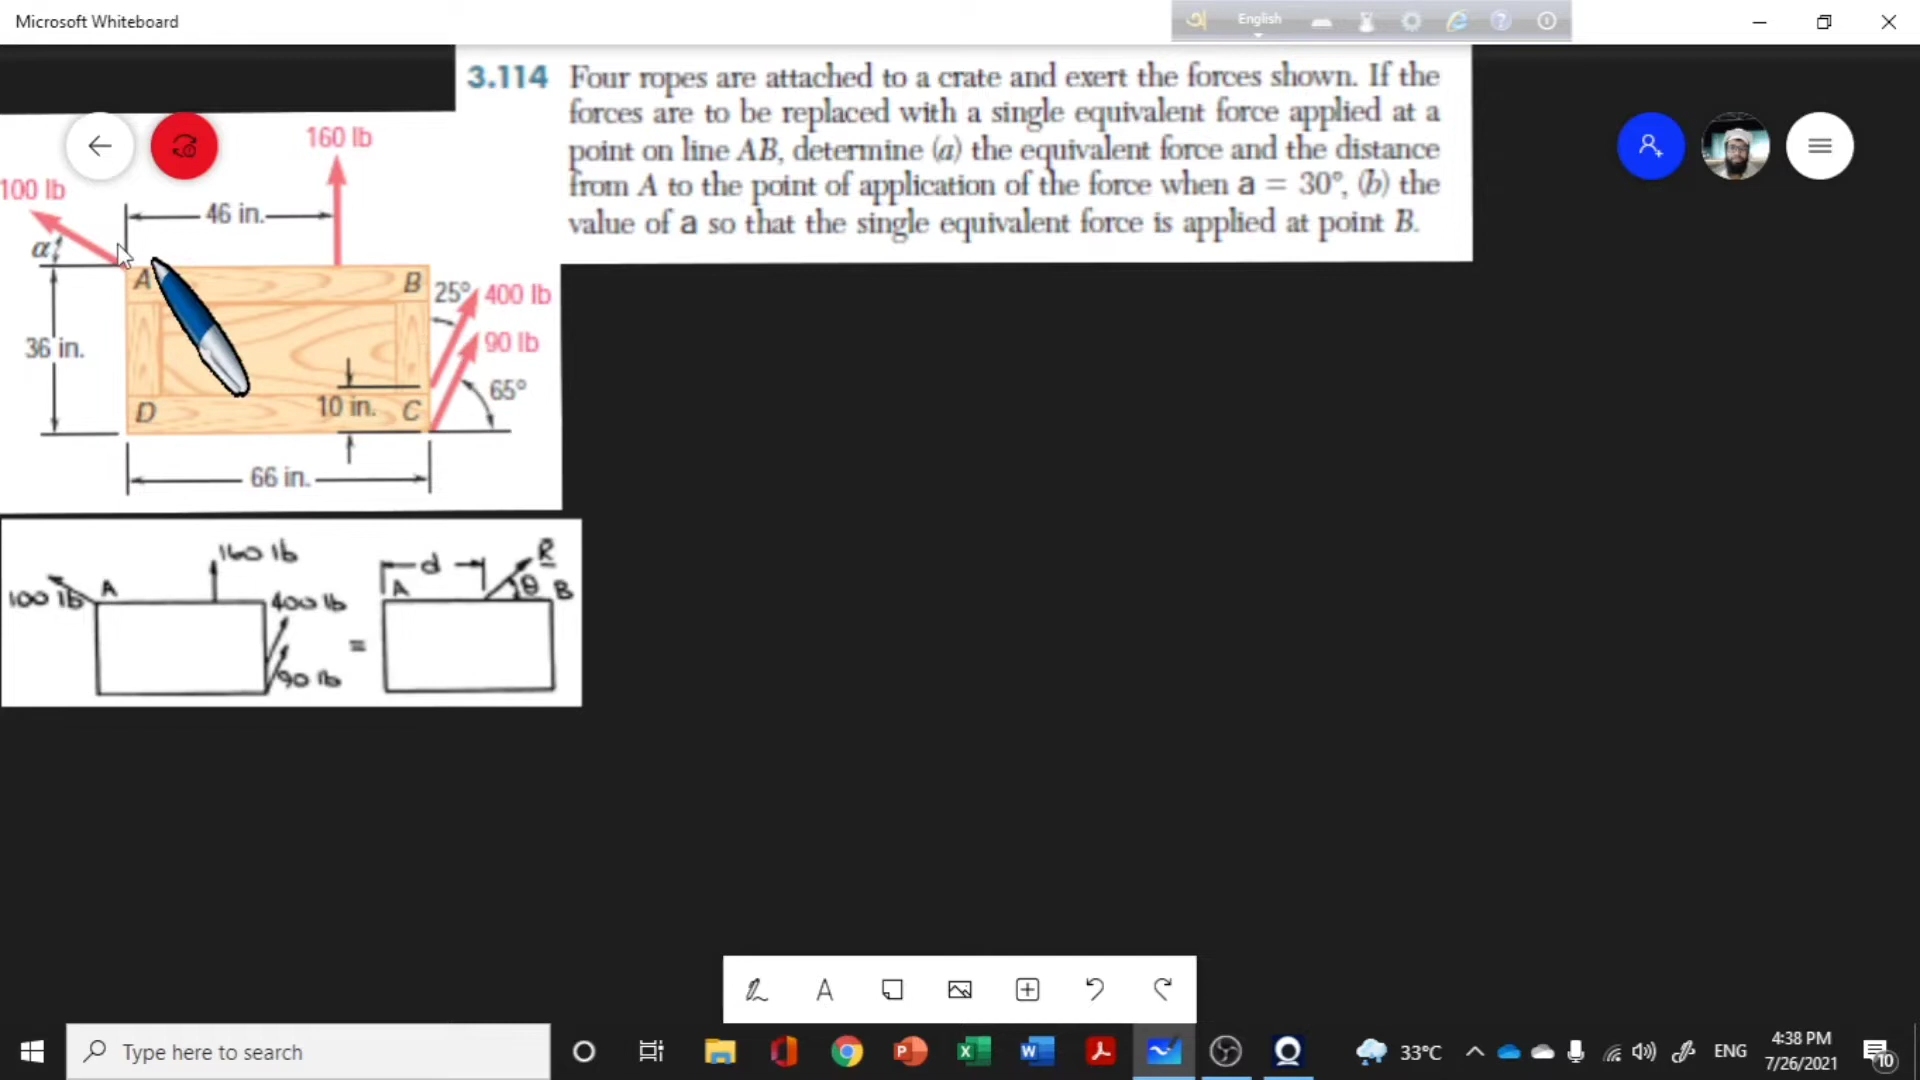 Microsoft Whiteboard
English
3.114 Four ropes are attached to a crate and exert the forces shown. If the
forces are to be replaced with a single equivalent force applied at a
point on line AB, determine (a) the equivalent force and the distance
from A to the point of application of the force when a = 30°, (b) the
value of a so that the single equivalent force is applied at point B.
160 lb
100 lb
46 in.
α
A
B
25°
400 lb
36 in.
90 lb
65°
D
10 in.
C
66 in.
160 lb
100 lb
A
400 lb
90 lb
=
d
R
A
θ
B
A
Type here to search
33°C
ENG
4:38 PM
7/26/2021
10